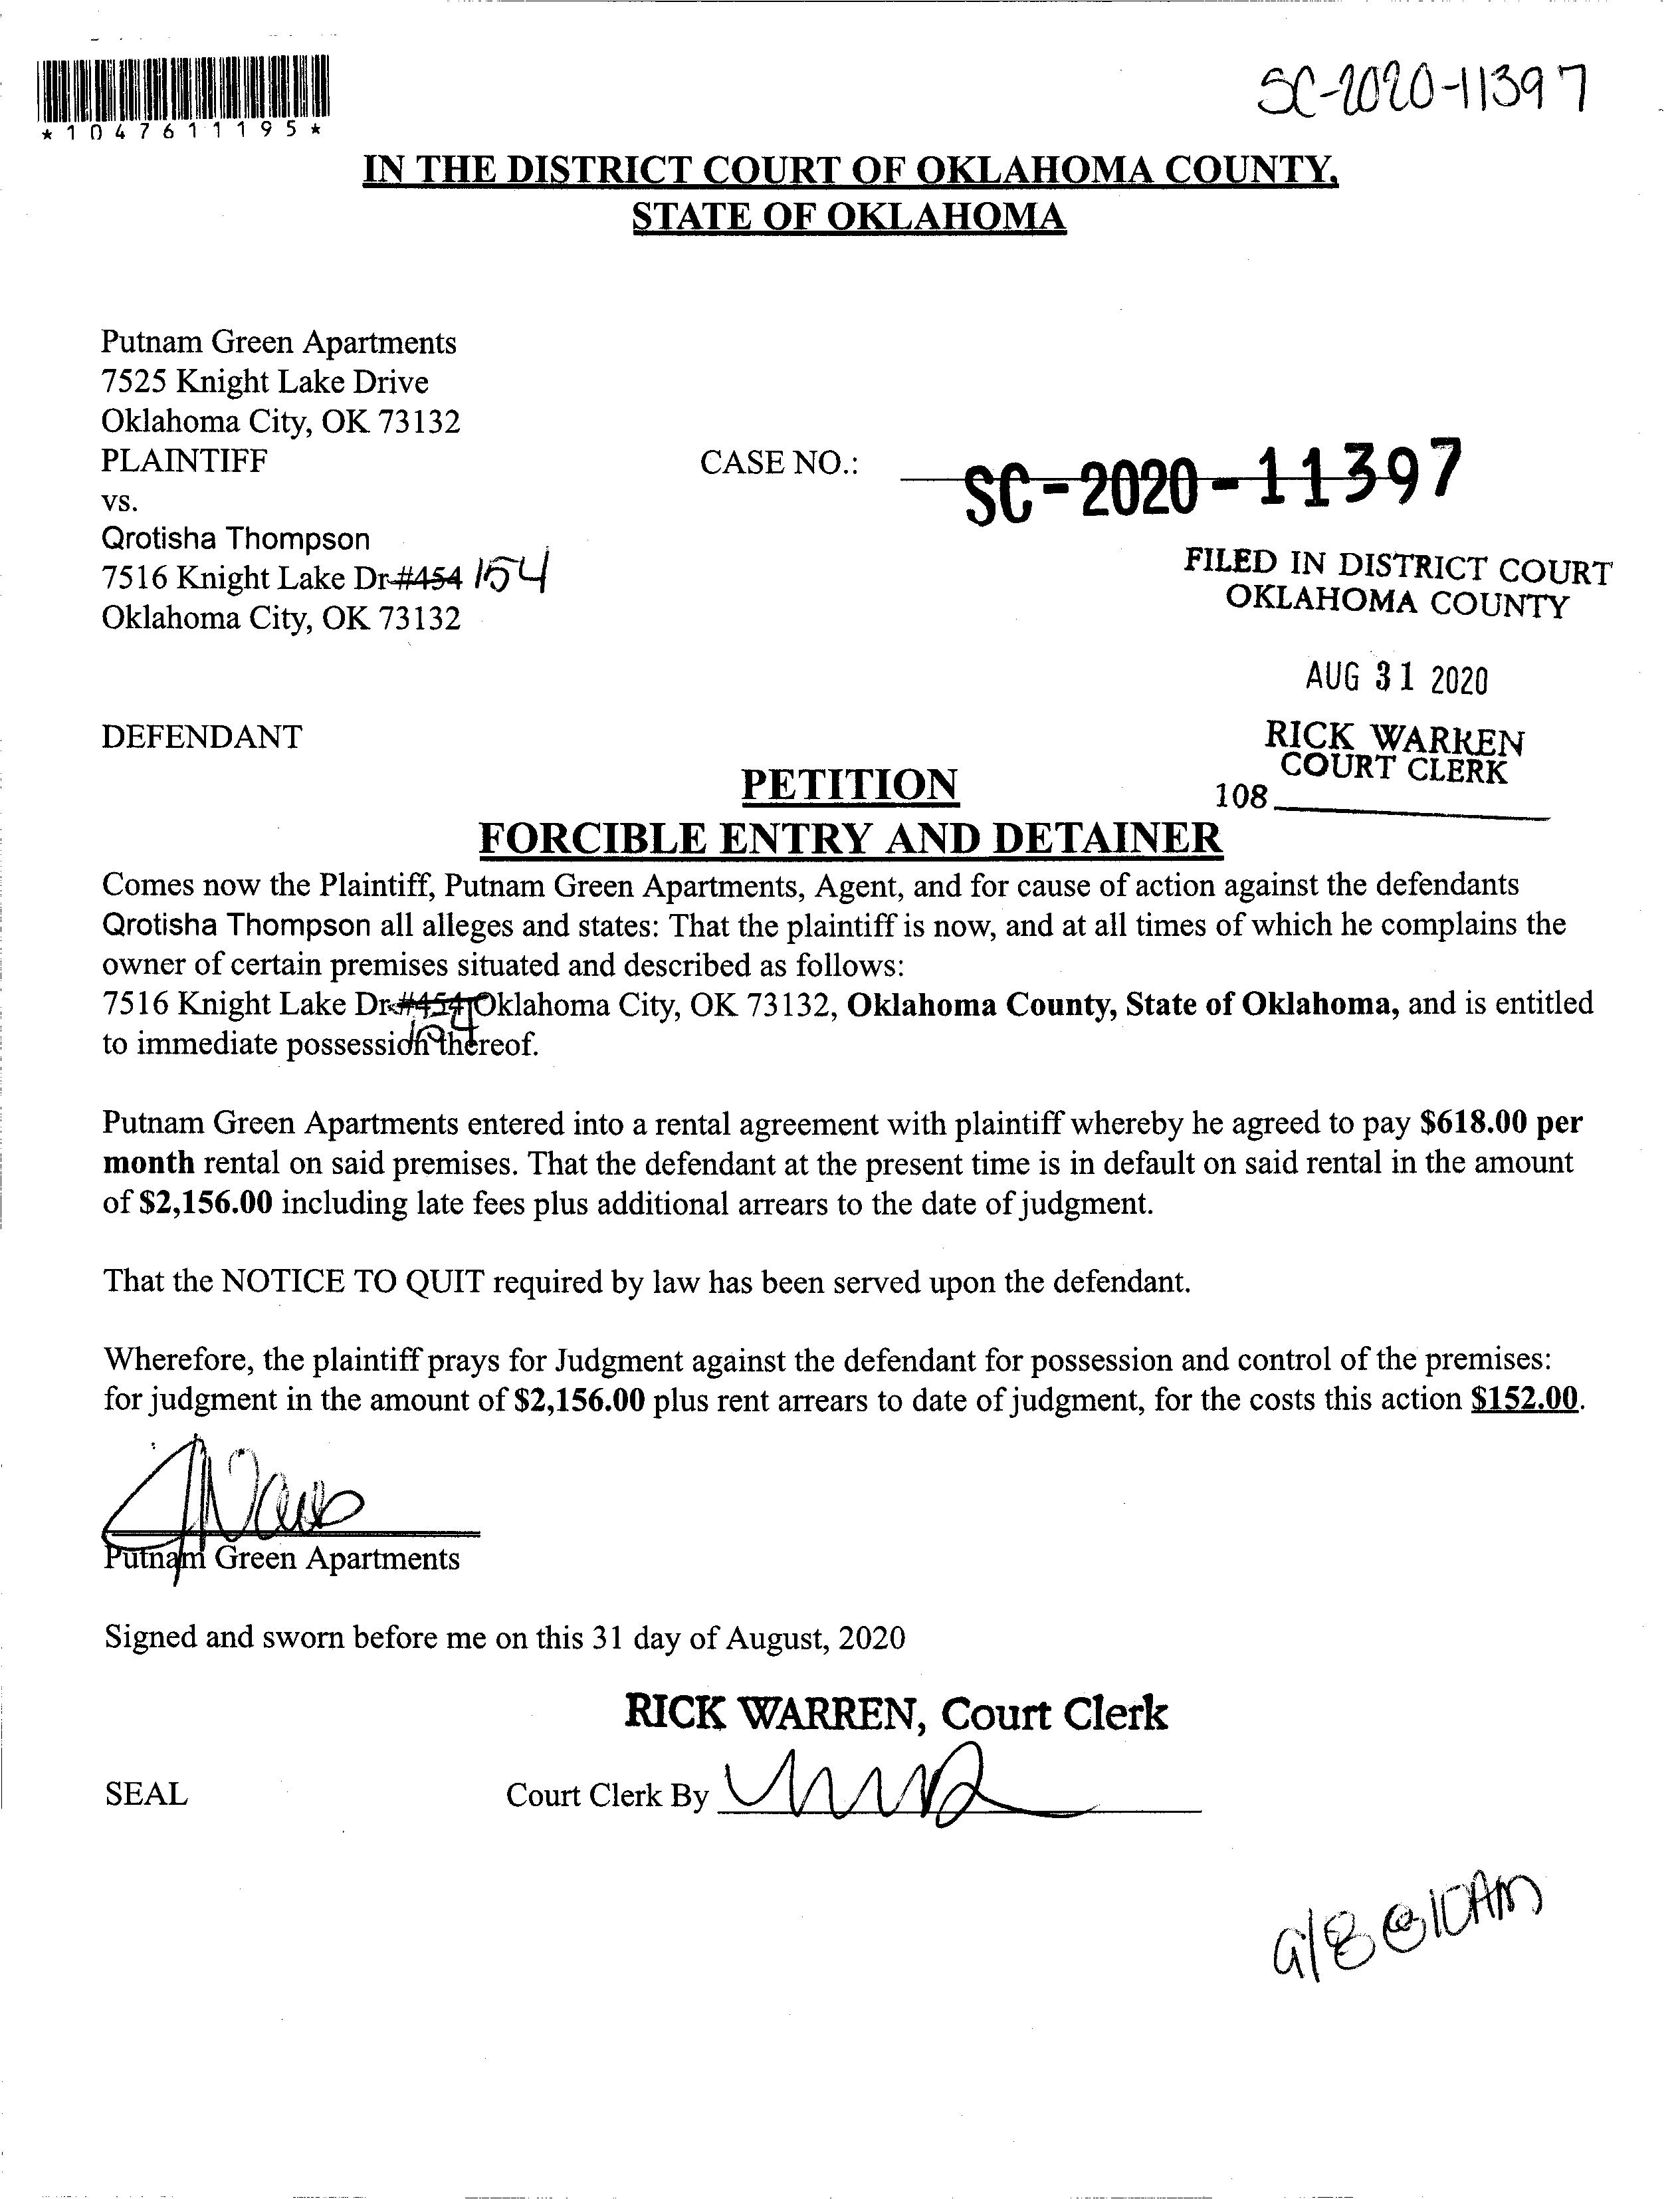 SC-2020-11397
*1047611195*
IN THE DISTRICT COURT OF OKLAHOMA COUNTY,
STATE OF OKLAHOMA
Putnam Green Apartments
7525 Knight Lake Drive
Oklahoma City, OK 73132
PLAINTIFF
CASE NO.: SC-2020-11397
vs.
Qrotisha Thompson
7516 Knight Lake Dr #454 154
Oklahoma City, OK 73132
FILED IN DISTRICT COURT
OKLAHOMA COUNTY
AUG 31 2020
DEFENDANT
RICK WARREN
COURT CLERK
108
PETITION
FORCIBLE ENTRY AND DETAINER
Comes now the Plaintiff, Putnam Green Apartments, Agent, and for cause of action against the defendants
Qrotisha Thompson all alleges and states: That the plaintiff is now, and at all times of which he complains the
owner of certain premises situated and described as follows:
7516 Knight Lake Dr #454 Oklahoma City, OK 73132, Oklahoma County, State of Oklahoma, and is entitled
154
to immediate possession thereof.
Putnam Green Apartments entered into a rental agreement with plaintiff whereby he agreed to pay $618.00 per
month rental on said premises. That the defendant at the present time is in default on said rental in the amount
of $2,156.00 including late fees plus additional arrears to the date of judgment.
That the NOTICE TO QUIT required by law has been served upon the defendant.
Wherefore, the plaintiff prays for Judgment against the defendant for possession and control of the premises:
for judgment in the amount of $2,156.00 plus rent arrears to date of judgment, for the costs this action $152.00.
Putnam Green Apartments
Signed and sworn before me on this 31 day of August, 2020
RICK WARREN, Court Clerk
SEAL
Court Clerk By
9/8 @ 10AM